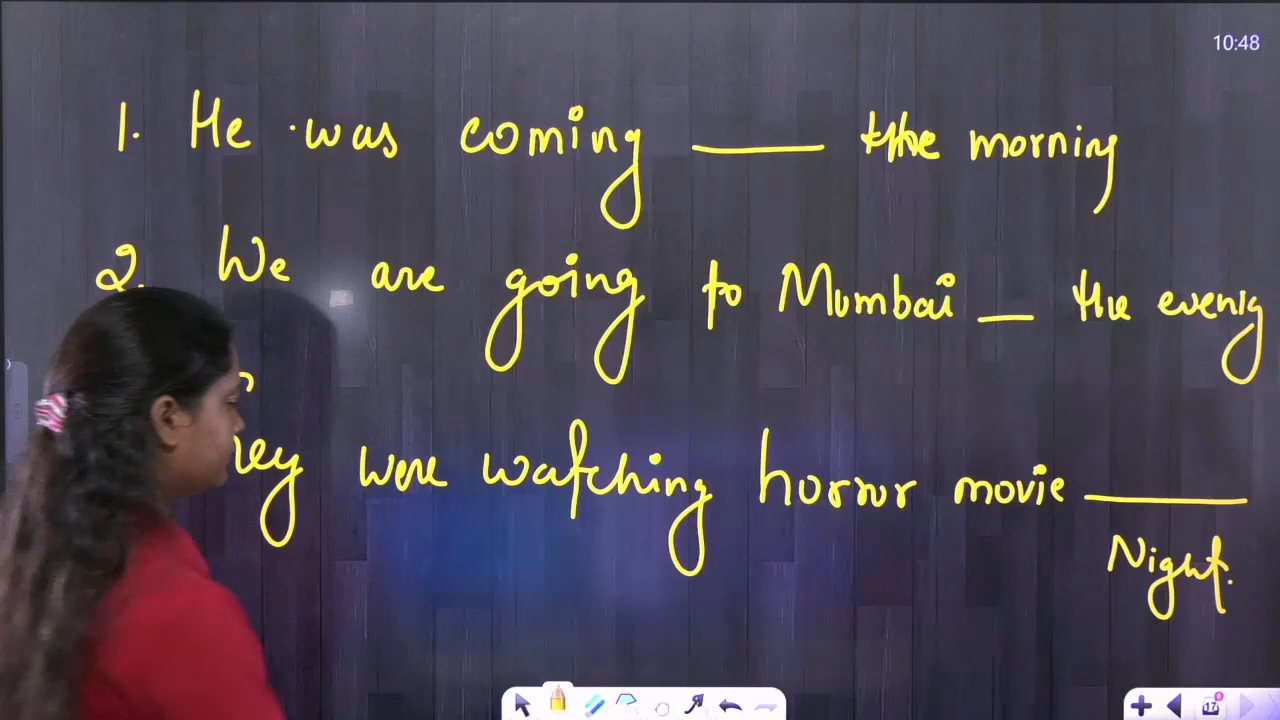 10:48
1. He was coming ____ the morning
2. We are going to Mumbai __ the evenig
were watching horror movie ____
Night.
17